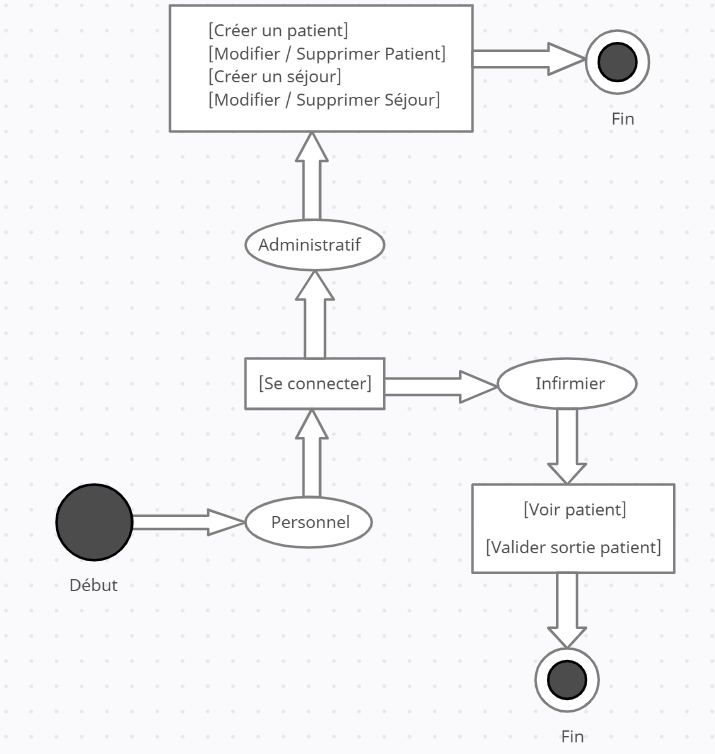 [Créer un patient]
[Modifier / Supprimer Patient]
[Créer un séjour]
[Modifier / Supprimer Séjour]
Fin
Administratif
[Se connecter]
Infirmier
Personnel
[Voir patient]
[Valider sortie patient]
Début
Fin